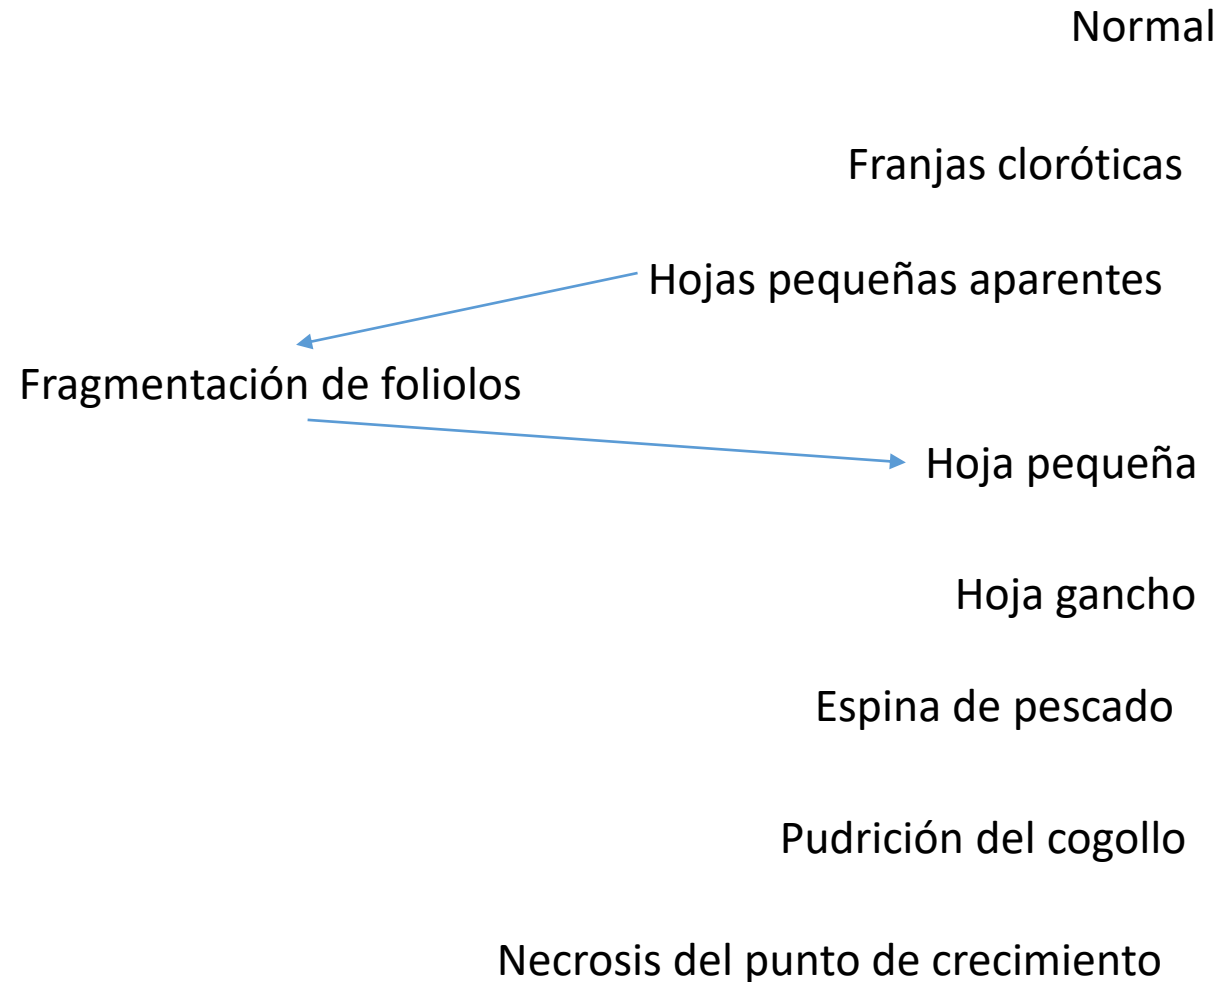 Normal
Franjas cloróticas
Hojas pequeñas aparentes
Fragmentación de foliolos
Hoja pequeña
Hoja gancho
Espina de pescado
Pudrición del cogollo
Necrosis del punto de crecimiento